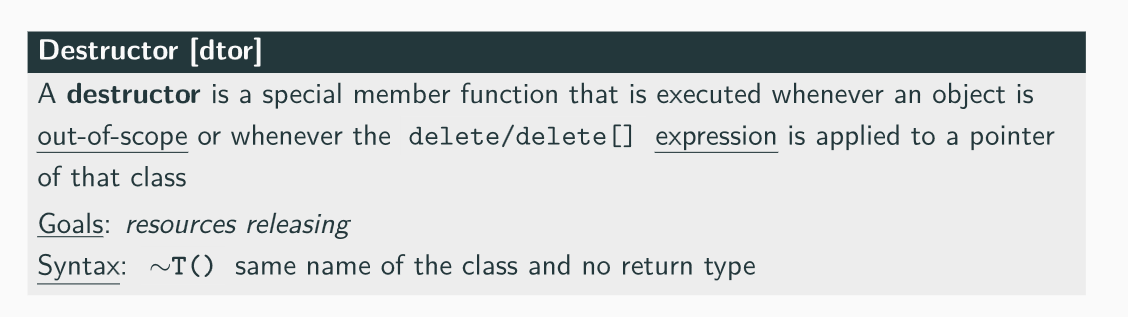 Destructor [dtor]
A destructor is a special member function that is executed whenever an object is
out-of-scope or whenever the delete/delete[] expression is applied to a pointer
of that class
Goals: resources releasing
Syntax: ∼T() same name of the class and no return type